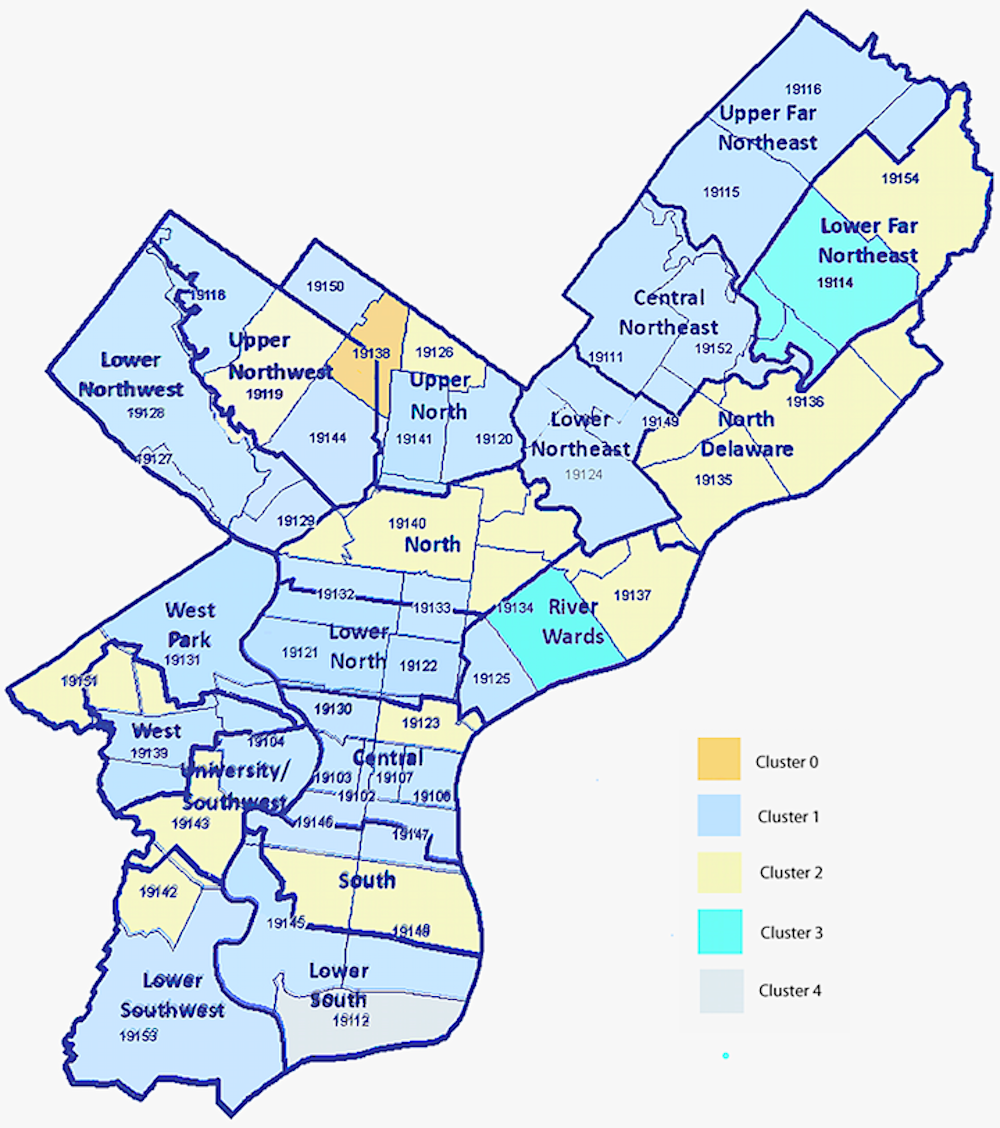 19116
Upper Far
Northeast
19154
19115
Lower Far
Northeast
19114
19118
19150
Central
Northeast
Upper
Northwest
19138
19126
19152
19111
Lower
Northwest
19128
19119
Upper
North
19136
19144
19141
19120
Lower
Northeast
19149
North
Delaware
19127
19124
19135
19129
19140
North
19132
19133
19134
River
Wards
19137
West
Park
19131
Lower
North
19121
19122
19125
19151
19130
19123
West
19139
19104
University/
Southwest
Central
19103
19107
19102
19106
Cluster 0
Cluster 1
19143
19146
19147
Cluster 2
South
19142
19145
19148
Cluster 3
Lower
Southwest
19153
Lower
South
19112
Cluster 4